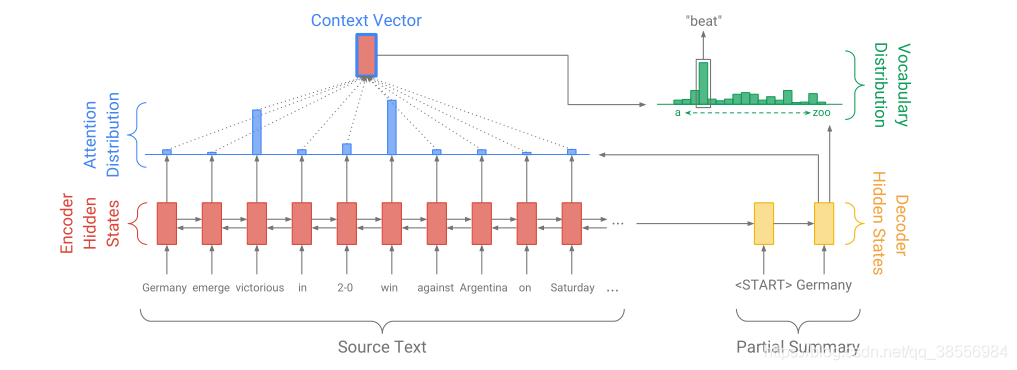 Context Vector
"beat"
Attention
Distribution
a
zoo
Vocabulary
Distribution
Encoder
Hidden
States
...
Decoder
Hidden States
Germany emerge victorious in 2-0 win against Argentina on Saturday ...
<START> Germany
Source Text
Partial Summary
https://blog.csdn.net/qq_38556984